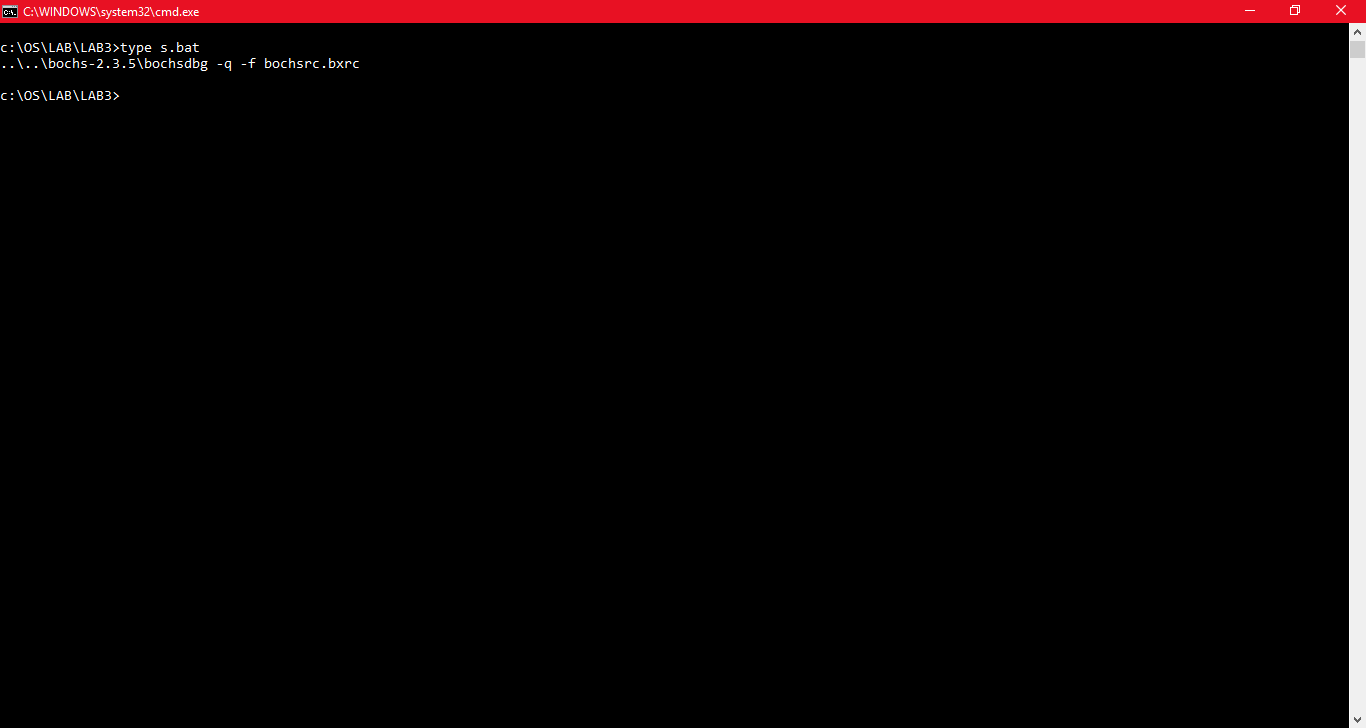 C:\WINDOWS\system32\cmd.exe
c:\OS\LAB\LAB3>type s.bat
..\..\bochs-2.3.5\bochsdbg -q -f bochsrc.bxrc
c:\OS\LAB\LAB3>